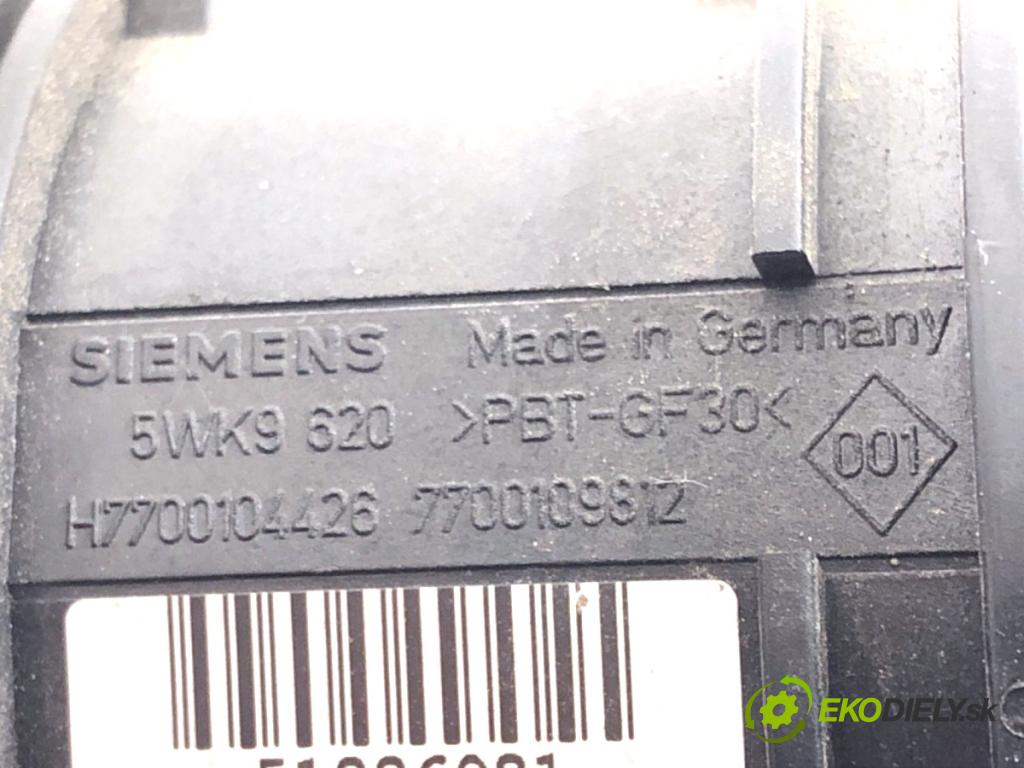 SIEMENS Made in Germany
5WK9 620 >PBT-GF30<
001
H7700104426 7700109812
EKODIELY.sk